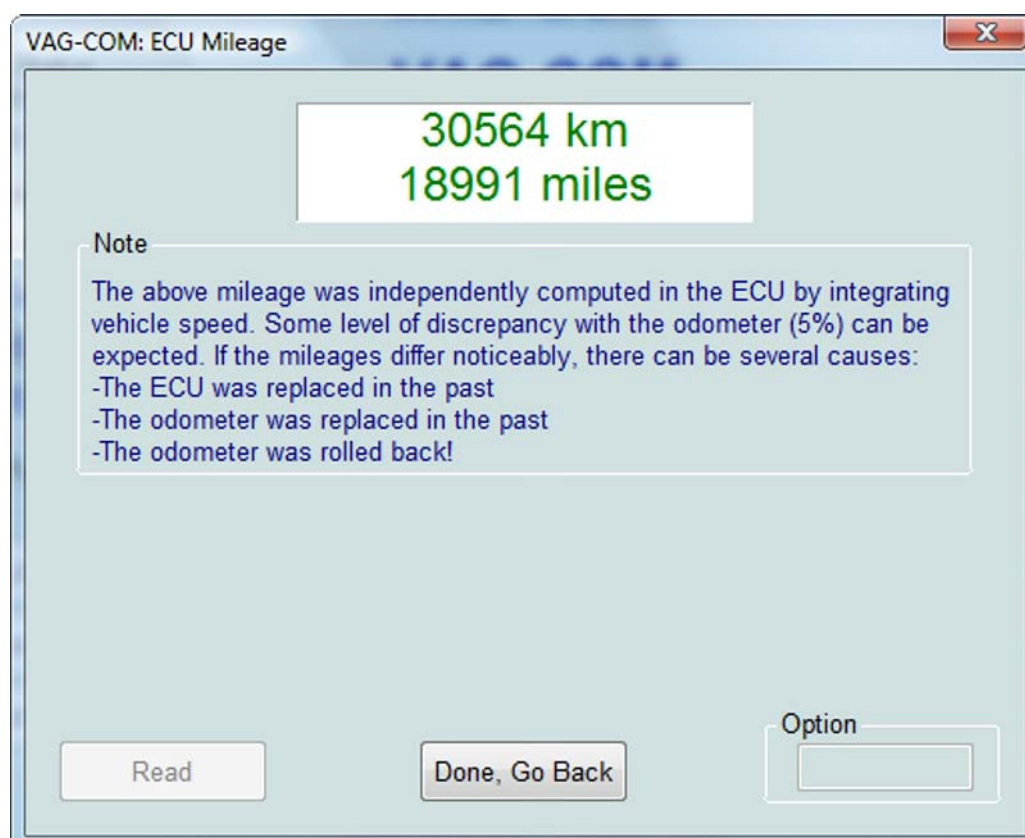 VAG-COM: ECU Mileage
30564 km
18991 miles
Note
The above mileage was independently computed in the ECU by integrating
vehicle speed. Some level of discrepancy with the odometer (5%) can be
expected. If the mileages differ noticeably, there can be several causes:
-The ECU was replaced in the past
-The odometer was replaced in the past
-The odometer was rolled back!
Option
Read
Done, Go Back